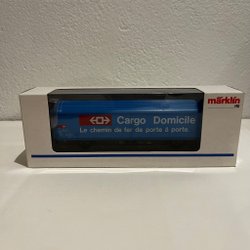 märklin
Cargo Domicile
Le chemin de fer de porte à porte.